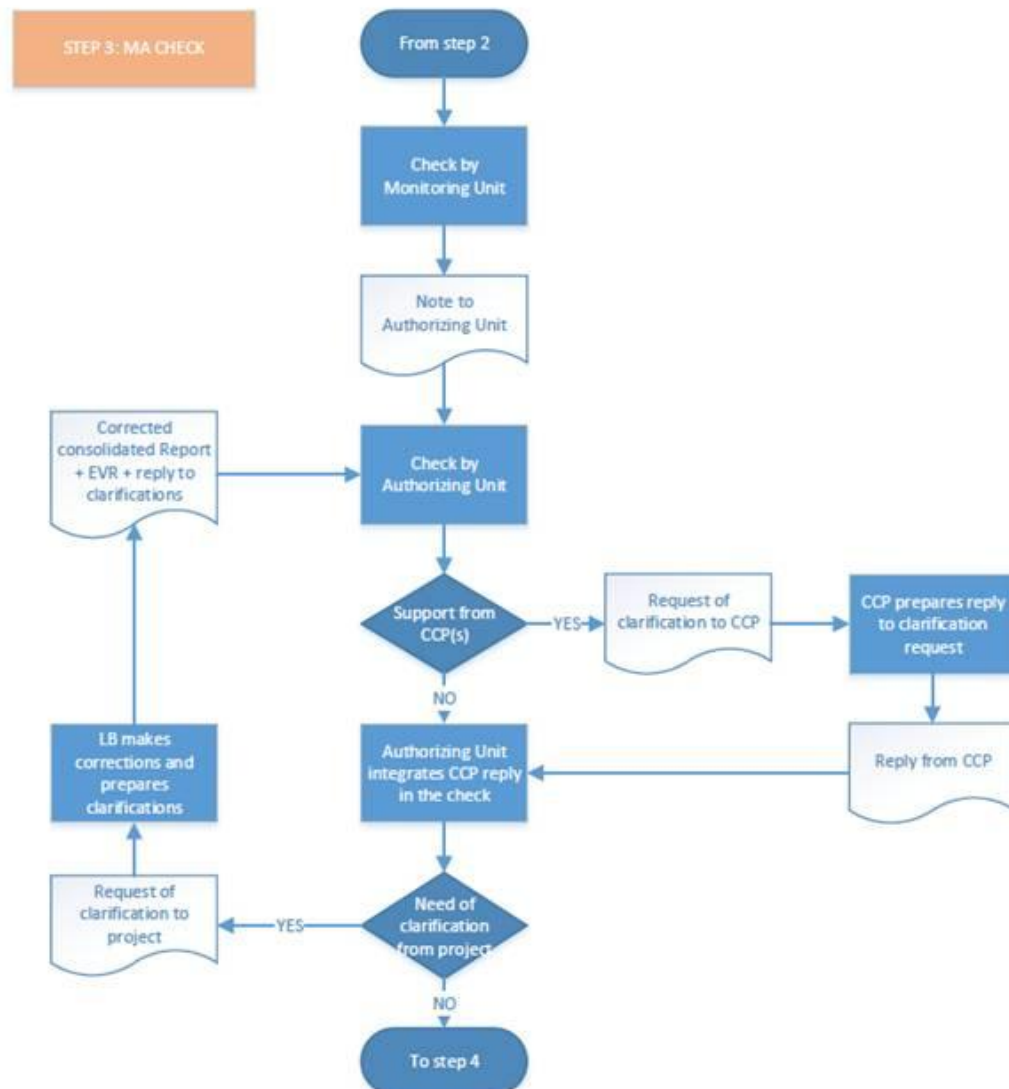 STEP 3: MA CHECK
From step 2
Check by
Monitoring Unit
Note to
Authorizing Unit
Corrected
consolidated Report
+ EVR + reply to
clarifications
Check by
Authorizing Unit
Support from
CCP(s)
YES
Request of
clarification to CCP
CCP prepares reply
to clarification
request
NO
LB makes
corrections and
prepares
clarifications
Authorizing Unit
integrates CCP reply
in the check
Reply from CCP
Request of
clarification to
project
YES
Need of
clarification
from project
NO
To step 4